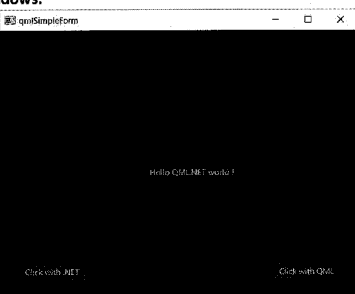 dows.
qmlSimpleForm
Hello QML.NET world !
Click with .NET
Click with QML